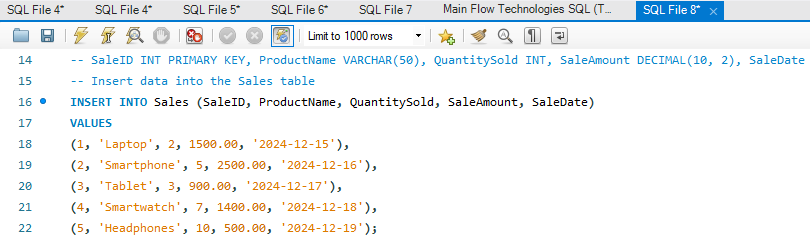 SQL File 4* SQL File 4* SQL File 5* SQL File 6* SQL File 7 Main Flow Technologies SQL (T... SQL File 8*
Limit to 1000 rows
14 -- SaleID INT PRIMARY KEY, ProductName VARCHAR(50), QuantitySold INT, SaleAmount DECIMAL(10, 2), SaleDate
15 -- Insert data into the Sales table
16 INSERT INTO Sales (SaleID, ProductName, QuantitySold, SaleAmount, SaleDate)
17 VALUES
18 (1, 'Laptop', 2, 1500.00, '2024-12-15'),
19 (2, 'Smartphone', 5, 2500.00, '2024-12-16'),
20 (3, 'Tablet', 3, 900.00, '2024-12-17'),
21 (4, 'Smartwatch', 7, 1400.00, '2024-12-18'),
22 (5, 'Headphones', 10, 500.00, '2024-12-19');